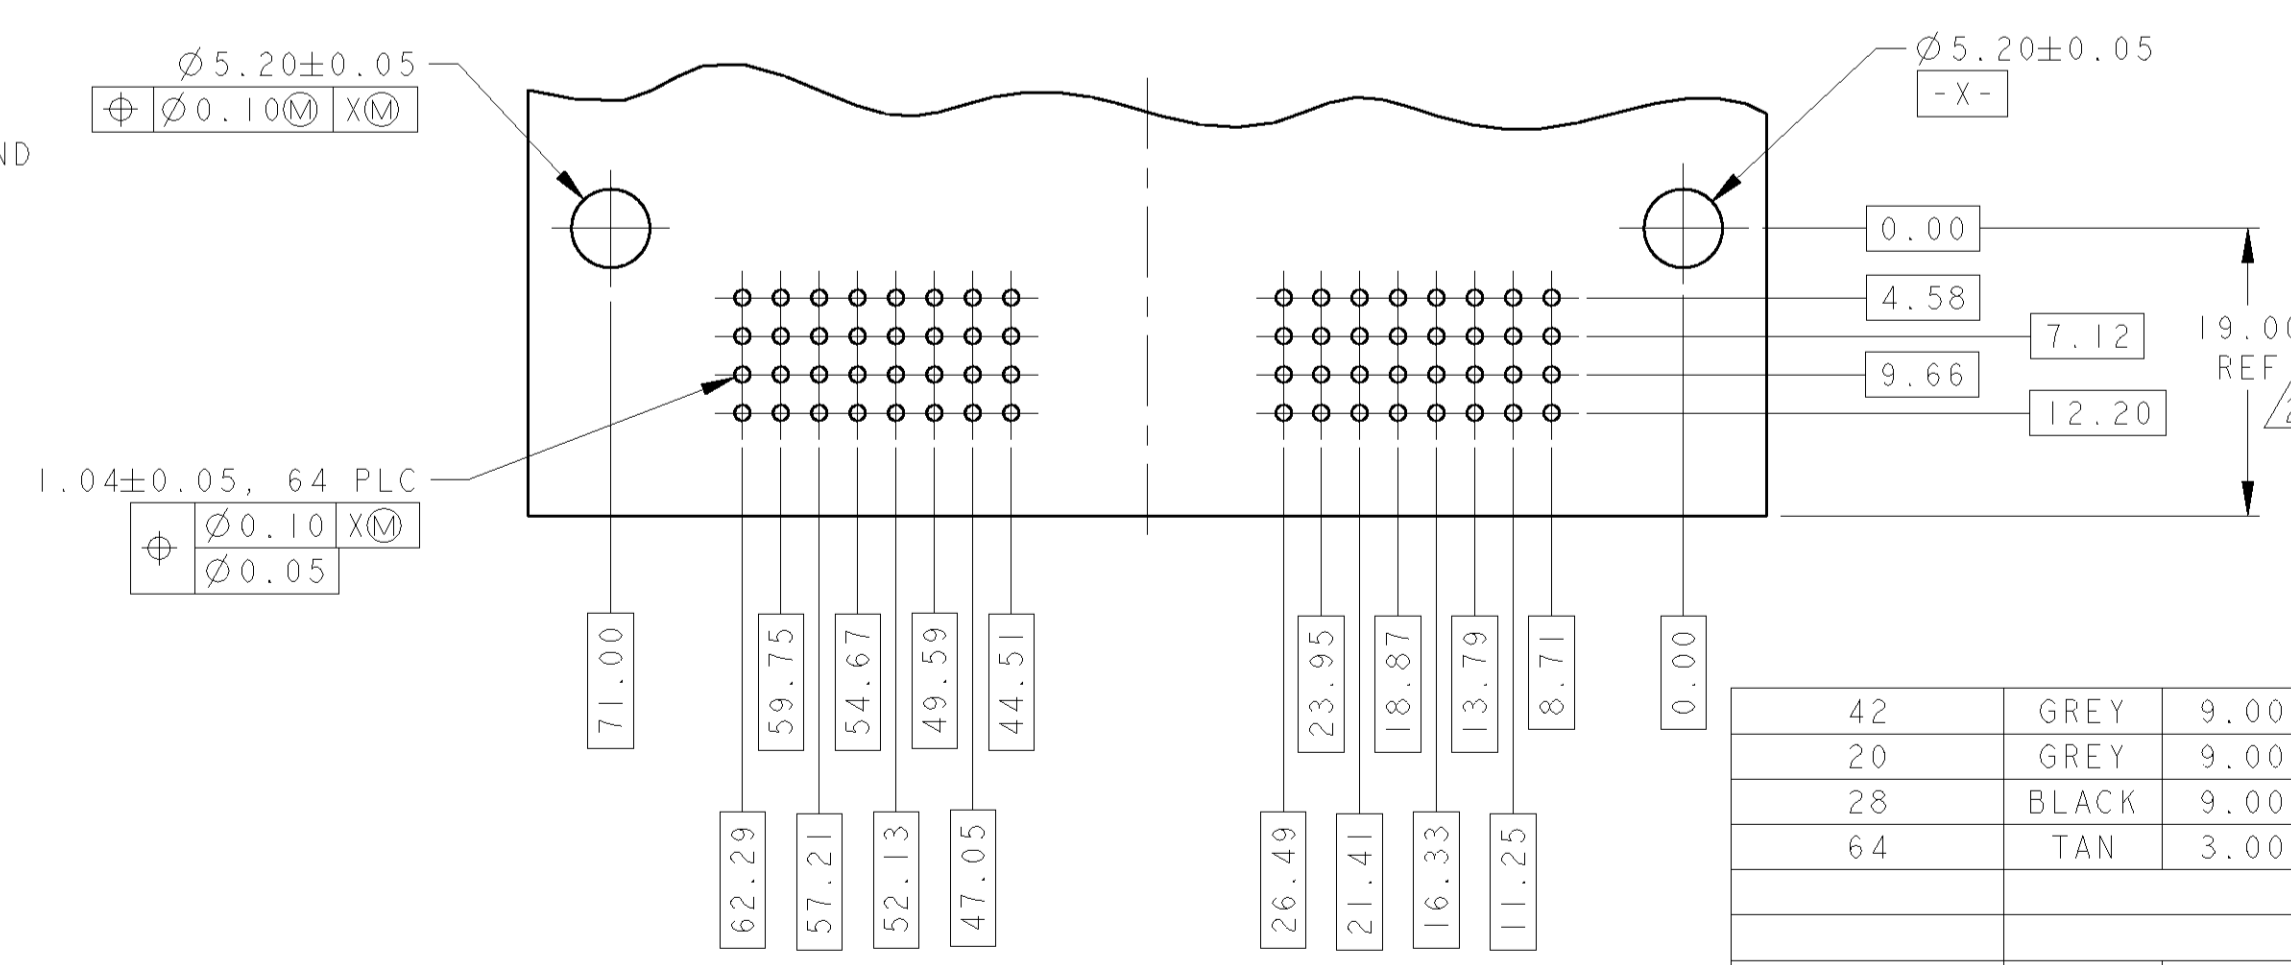 Ø5.20±0.05
⌖ Ø0.10Ⓜ XⓂ
ND
Ø5.20±0.05
-X-
0.00
4.58
7.12
9.66
12.20
19.00
REF
2
1.04±0.05, 64 PLC
⌖ Ø0.10 XⓂ
Ø0.05
71.00
62.29
59.75
57.21
54.67
52.13
49.59
47.05
44.51
26.49
23.95
21.41
18.87
16.33
13.79
11.25
8.71
0.00
42 GREY 9.00
20 GREY 9.00
28 BLACK 9.00
64 TAN 3.00